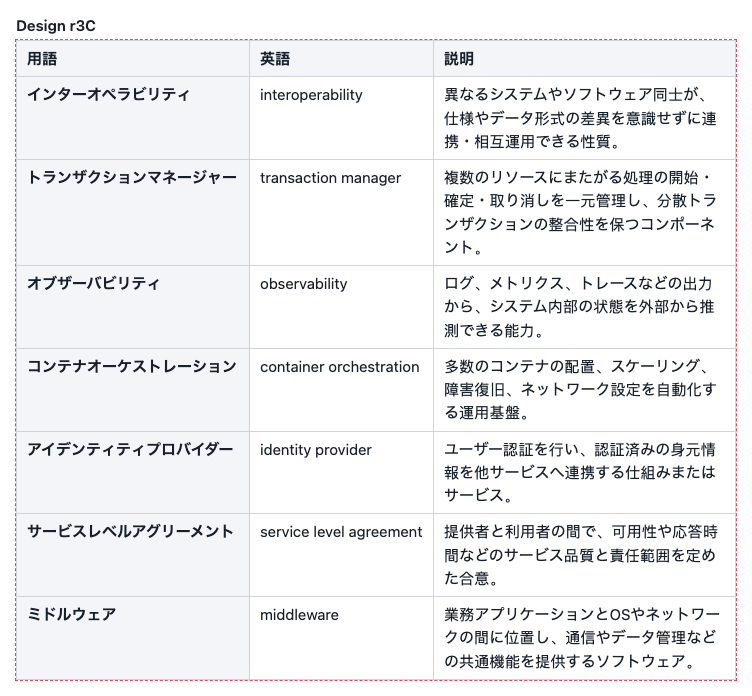 Design r3C
用語 英語 説明
インターオペラビリティ interoperability 異なるシステムやソフトウェア同士が、
仕様やデータ形式の差異を意識せずに連
携・相互運用できる性質。
トランザクションマネージャー transaction manager 複数のリソースにまたがる処理の開始・
確定・取り消しを一元管理し、分散トラ
ンザクションの整合性を保つコンポーネ
ント。
オブザーバビリティ observability ログ、メトリクス、トレースなどの出力
から、システム内部の状態を外部から推
測できる能力。
コンテナオーケストレーション container orchestration 多数のコンテナの配置、スケーリング、
障害復旧、ネットワーク設定を自動化す
る運用基盤。
アイデンティティプロバイダー identity provider ユーザー認証を行い、認証済みの身元情
報を他サービスへ連携する仕組みまたは
サービス。
サービスレベルアグリーメント service level agreement 提供者と利用者の間で、可用性や応答時
間などのサービス品質と責任範囲を定め
た合意。
ミドルウェア middleware 業務アプリケーションとOSやネットワー
クの間に位置し、通信やデータ管理など
の共通機能を提供するソフトウェア。